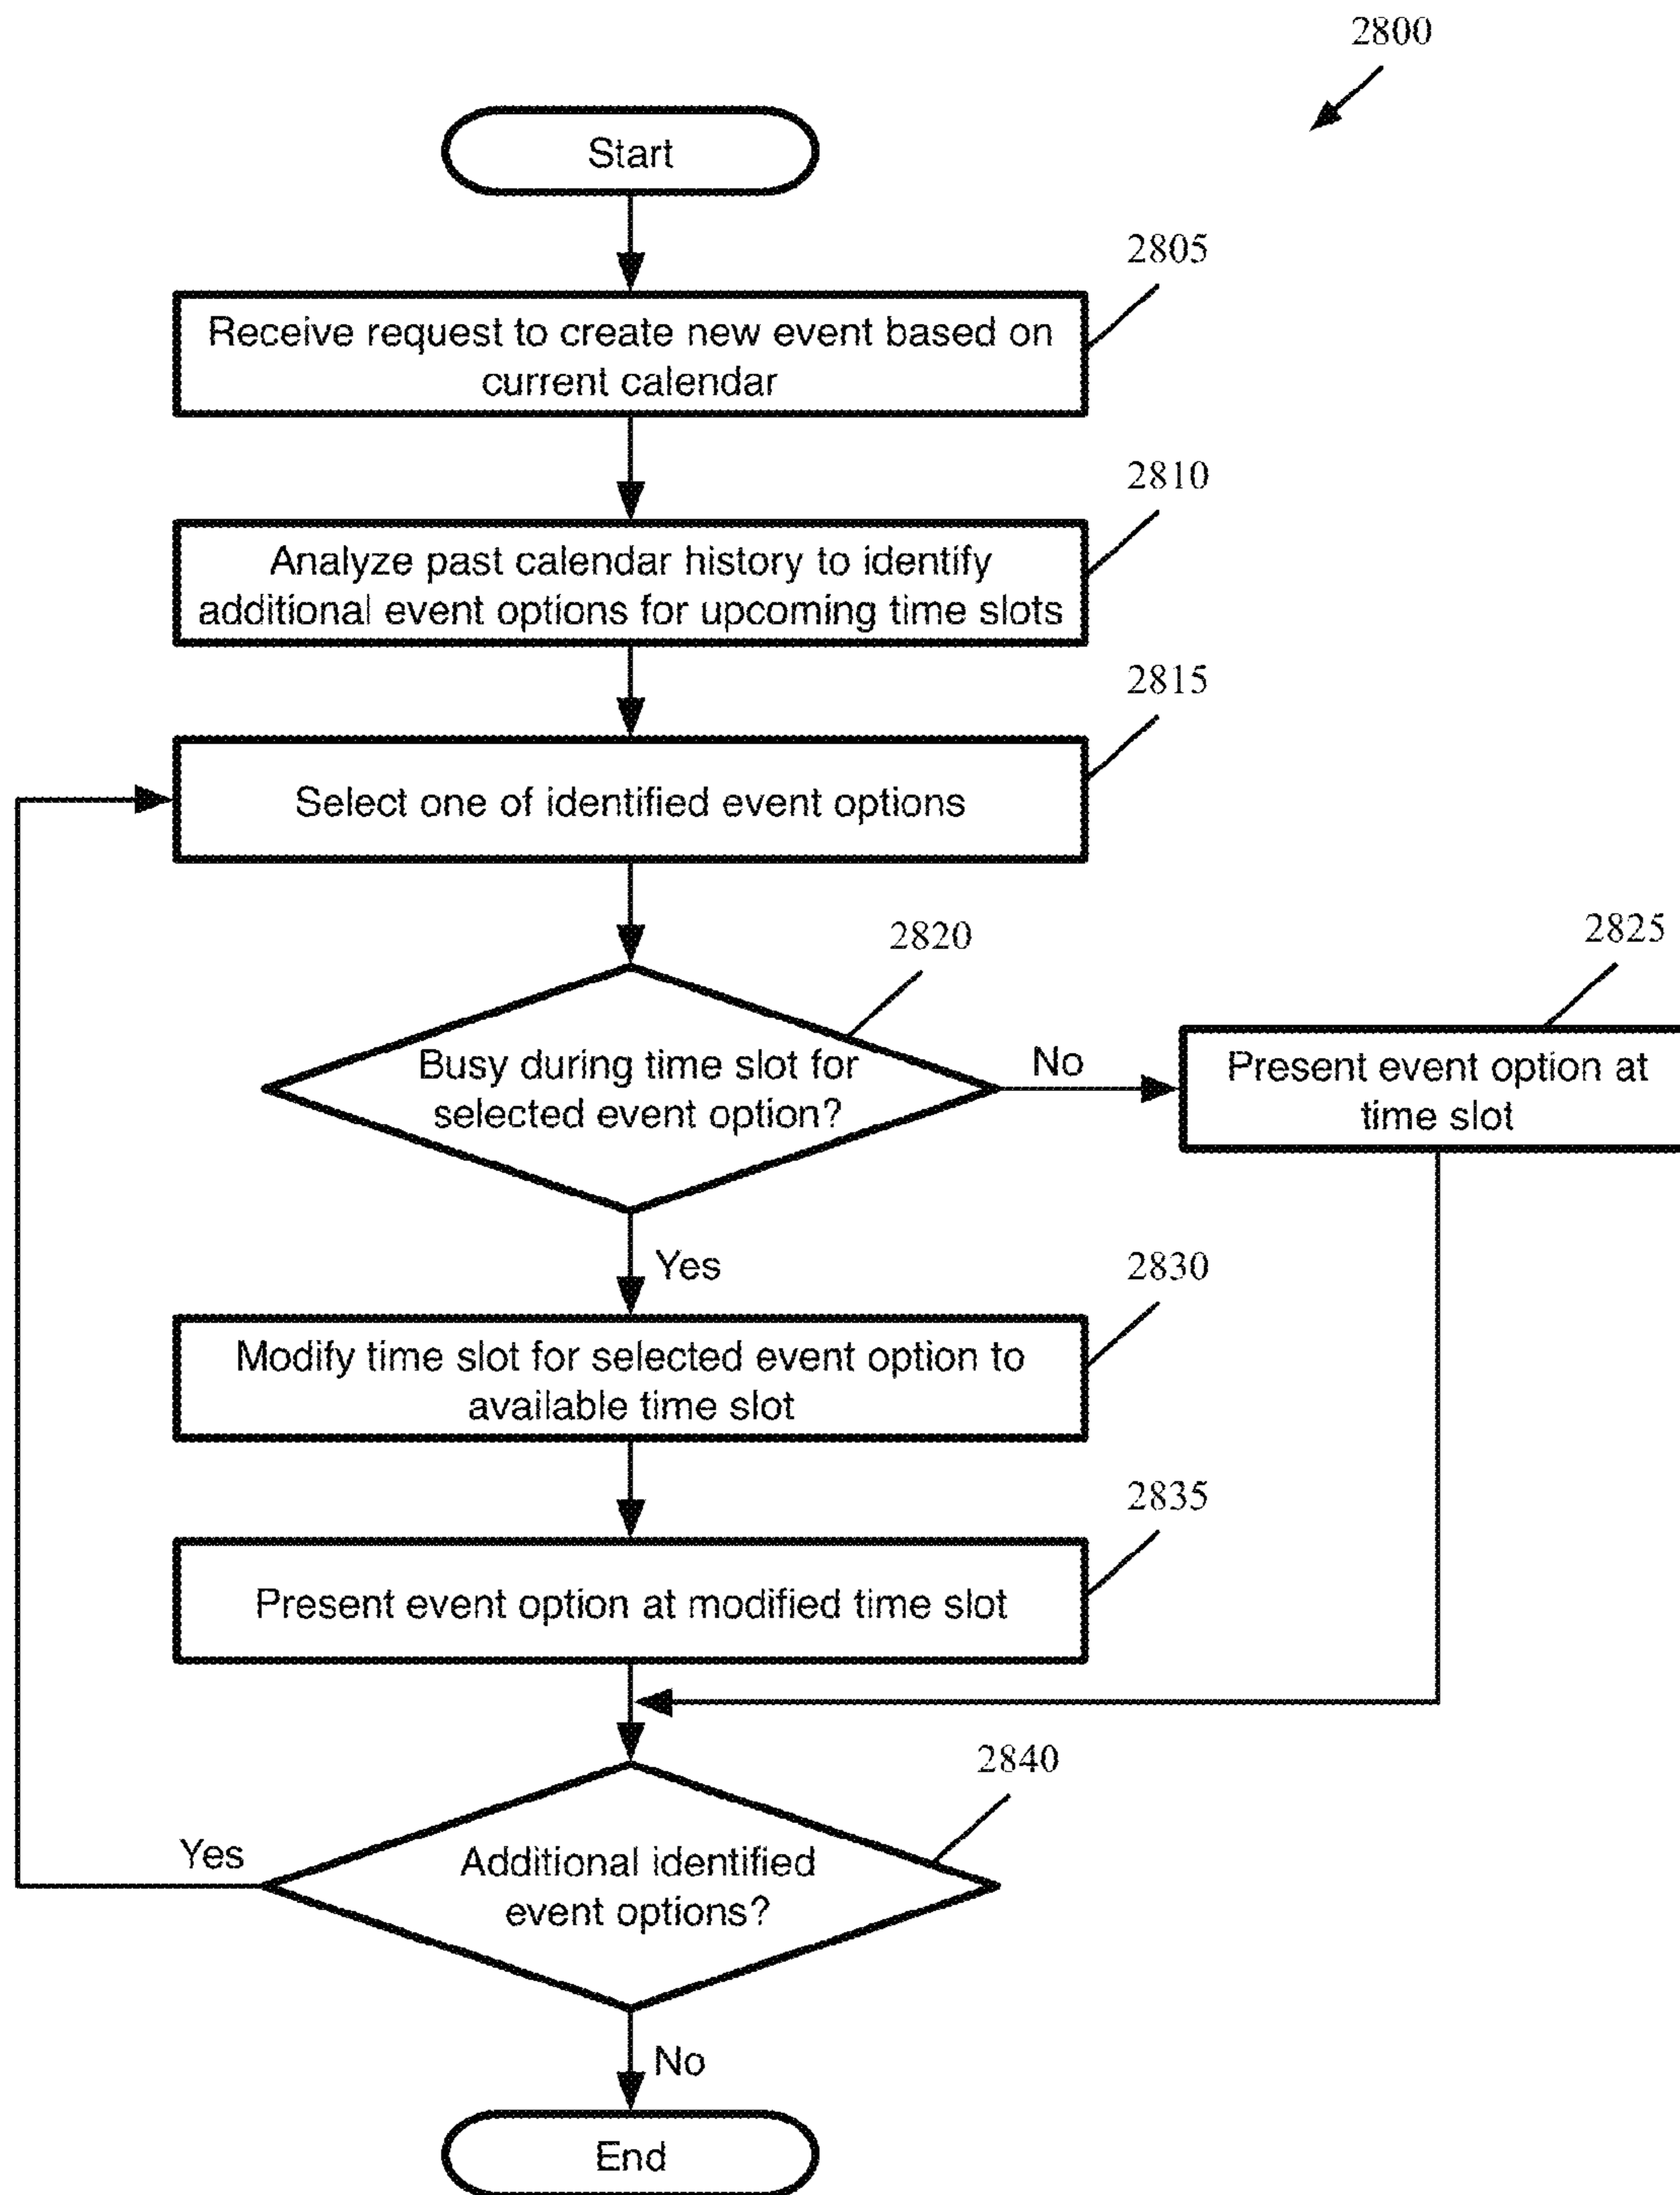 2800
Start
2805
Receive request to create new event based on
current calendar
2810
Analyze past calendar history to identify
additional event options for upcoming time slots
2815
Select one of identified event options
2820
Busy during time slot for
selected event option?
No
2825
Present event option at
time slot
Yes
2830
Modify time slot for selected event option to
available time slot
2835
Present event option at modified time slot
2840
Additional identified
event options?
Yes
No
End